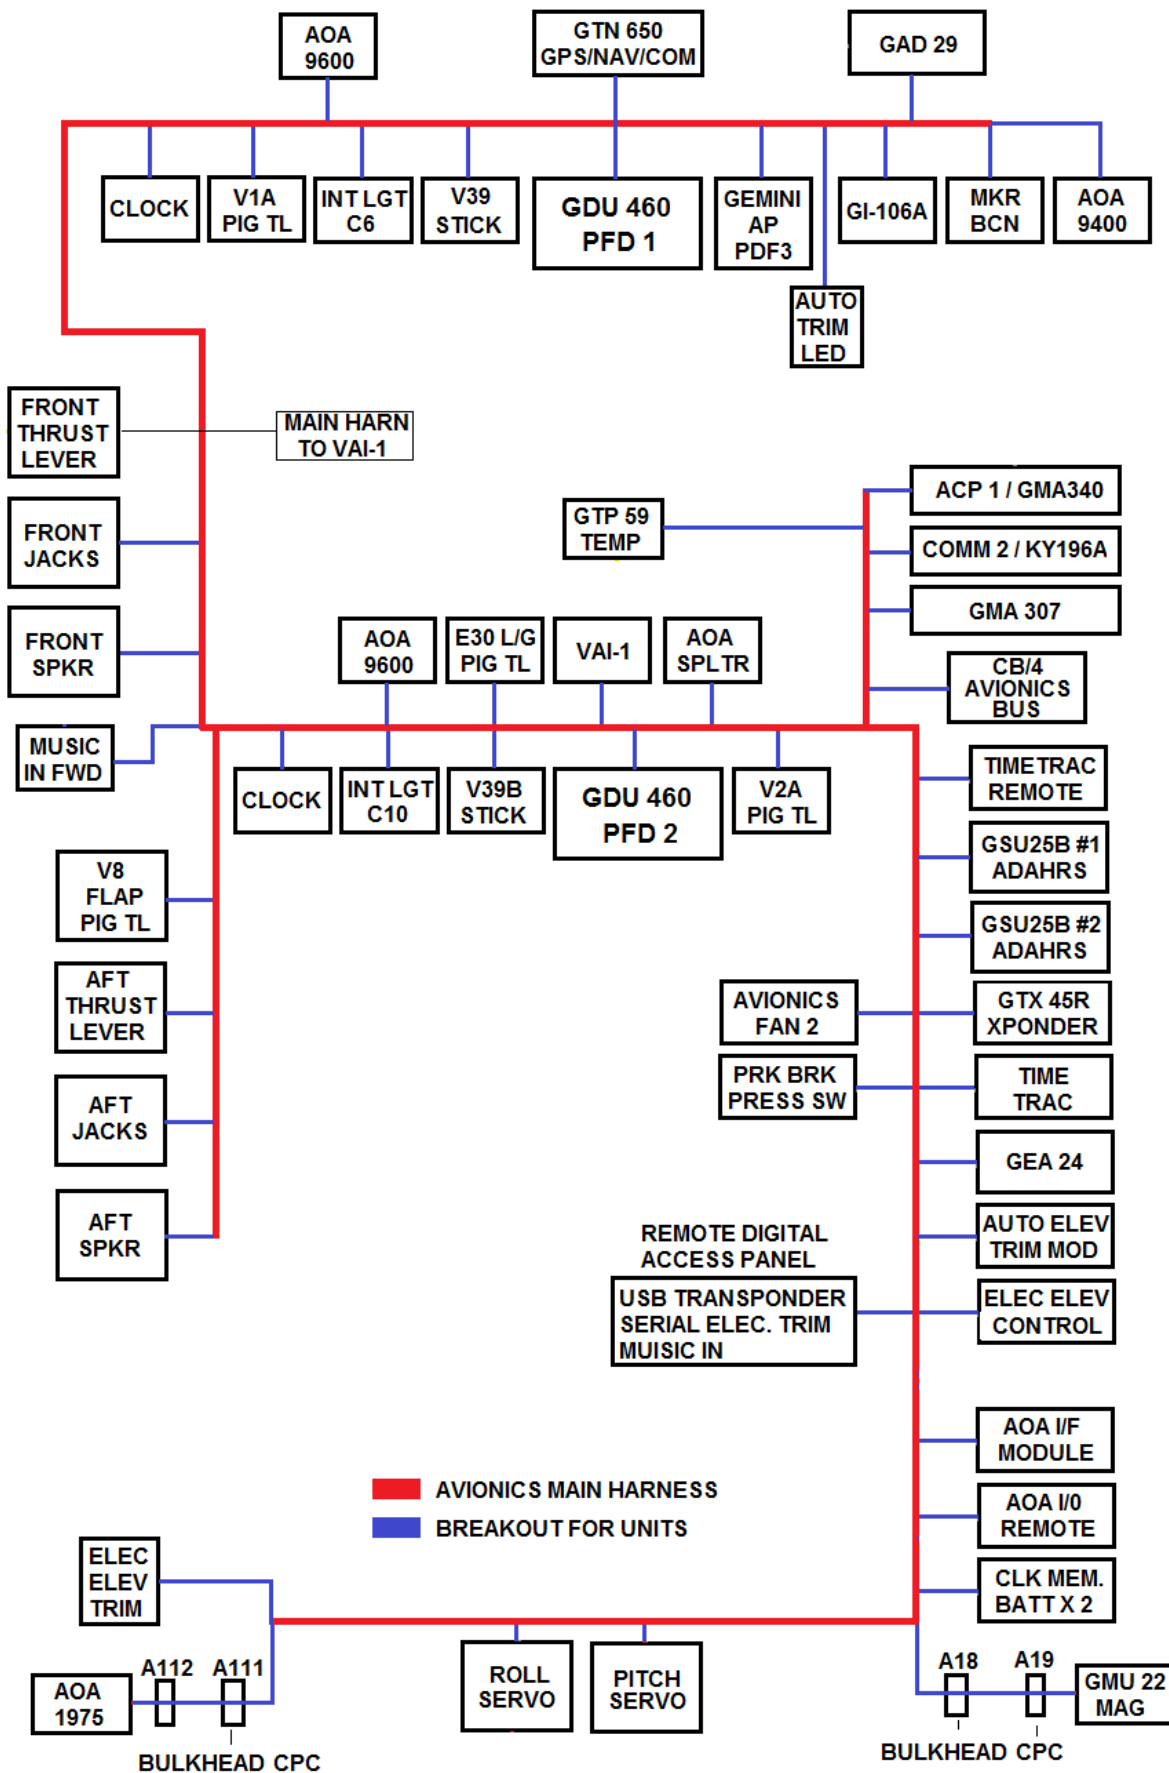 AOA
9600
GTN 650
GPS/NAV/COM
GAD 29
CLOCK
V1A
PIG TL
INT LGT
C6
V39
STICK
GDU 460
PFD 1
GEMINI
AP
PDF3
GI-106A
MKR
BCN
AOA
9400
AUTO
TRIM
LED
FRONT
THRUST
LEVER
MAIN HARN
TO VAI-1
FRONT
JACKS
FRONT
SPKR
MUSIC
IN FWD
GTP 59
TEMP
ACP 1 / GMA340
COMM 2 / KY196A
GMA 307
CB/4
AVIONICS
BUS
AOA
9600
E30 L/G
PIG TL
VAI-1
AOA
SPLTR
CLOCK
INT LGT
C10
V39B
STICK
GDU 460
PFD 2
V2A
PIG TL
TIMETRAC
REMOTE
GSU25B #1
ADAHRS
GSU25B #2
ADAHRS
V8
FLAP
PIG TL
AFT
THRUST
LEVER
AFT
JACKS
AFT
SPKR
AVIONICS
FAN 2
GTX 45R
XPONDER
PRK BRK
PRESS SW
TIME
TRAC
GEA 24
AUTO ELEV
TRIM MOD
REMOTE DIGITAL
ACCESS PANEL
USB TRANSPONDER
SERIAL ELEC. TRIM
MUISIC IN
ELEC ELEV
CONTROL
AOA I/F
MODULE
AOA I/0
REMOTE
CLK MEM.
BATT X 2
AVIONICS MAIN HARNESS
BREAKOUT FOR UNITS
ELEC
ELEV
TRIM
A112
A111
AOA
1975
BULKHEAD CPC
ROLL
SERVO
PITCH
SERVO
A18
A19
GMU 22
MAG
BULKHEAD CPC